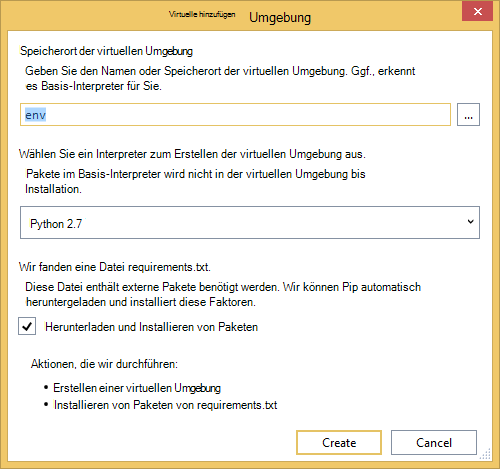 Virtuelle hinzufügen Umgebung
Speicherort der virtuellen Umgebung
Geben Sie den Namen oder Speicherort der virtuellen Umgebung. Ggf., erkennt
es Basis-Interpreter für Sie.
env
...
Wählen Sie ein Interpreter zum Erstellen der virtuellen Umgebung aus.
Pakete im Basis-Interpreter wird nicht in der virtuellen Umgebung bis
Installation.
Python 2.7
Wir fanden eine Datei requirements.txt.
Diese Datei enthält externe Pakete benötigt werden. Wir können Pip automatisch
heruntergeladen und installiert diese Faktoren.
Herunterladen und Installieren von Paketen
Aktionen, die wir durchführen:
• Erstellen einer virtuellen Umgebung
• Installieren von Paketen von requirements.txt
Create Cancel